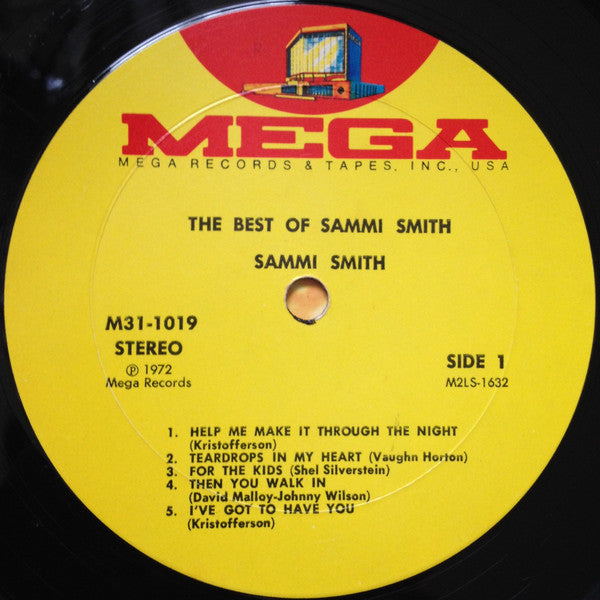 MEGA
MEGA RECORDS & TAPES, INC., USA
THE BEST OF SAMMI SMITH
SAMMI SMITH
M31-1019
STEREO
℗ 1972
Mega Records
SIDE 1
M2LS-1632
1. HELP ME MAKE IT THROUGH THE NIGHT
(Kristofferson)
2. TEARDROPS IN MY HEART (Vaughn Horton)
3. FOR THE KIDS (Shel Silverstein)
4. THEN YOU WALK IN
(David Malloy-Johnny Wilson)
5. I'VE GOT TO HAVE YOU
(Kristofferson)